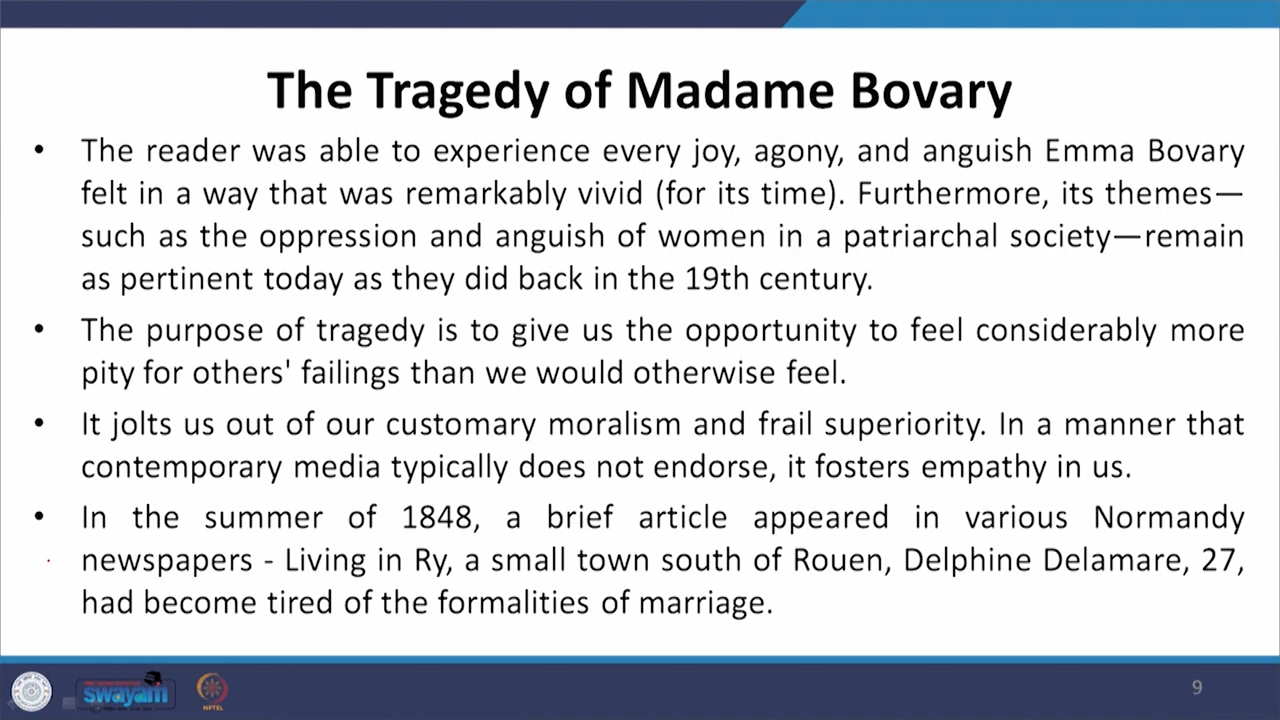 The Tragedy of Madame Bovary
• The reader was able to experience every joy, agony, and anguish Emma Bovary
felt in a way that was remarkably vivid (for its time). Furthermore, its themes—
such as the oppression and anguish of women in a patriarchal society—remain
as pertinent today as they did back in the 19th century.
• The purpose of tragedy is to give us the opportunity to feel considerably more
pity for others' failings than we would otherwise feel.
• It jolts us out of our customary moralism and frail superiority. In a manner that
contemporary media typically does not endorse, it fosters empathy in us.
• In the summer of 1848, a brief article appeared in various Normandy
newspapers - Living in Ry, a small town south of Rouen, Delphine Delamare, 27,
had become tired of the formalities of marriage.
swayam
NPTEL
9